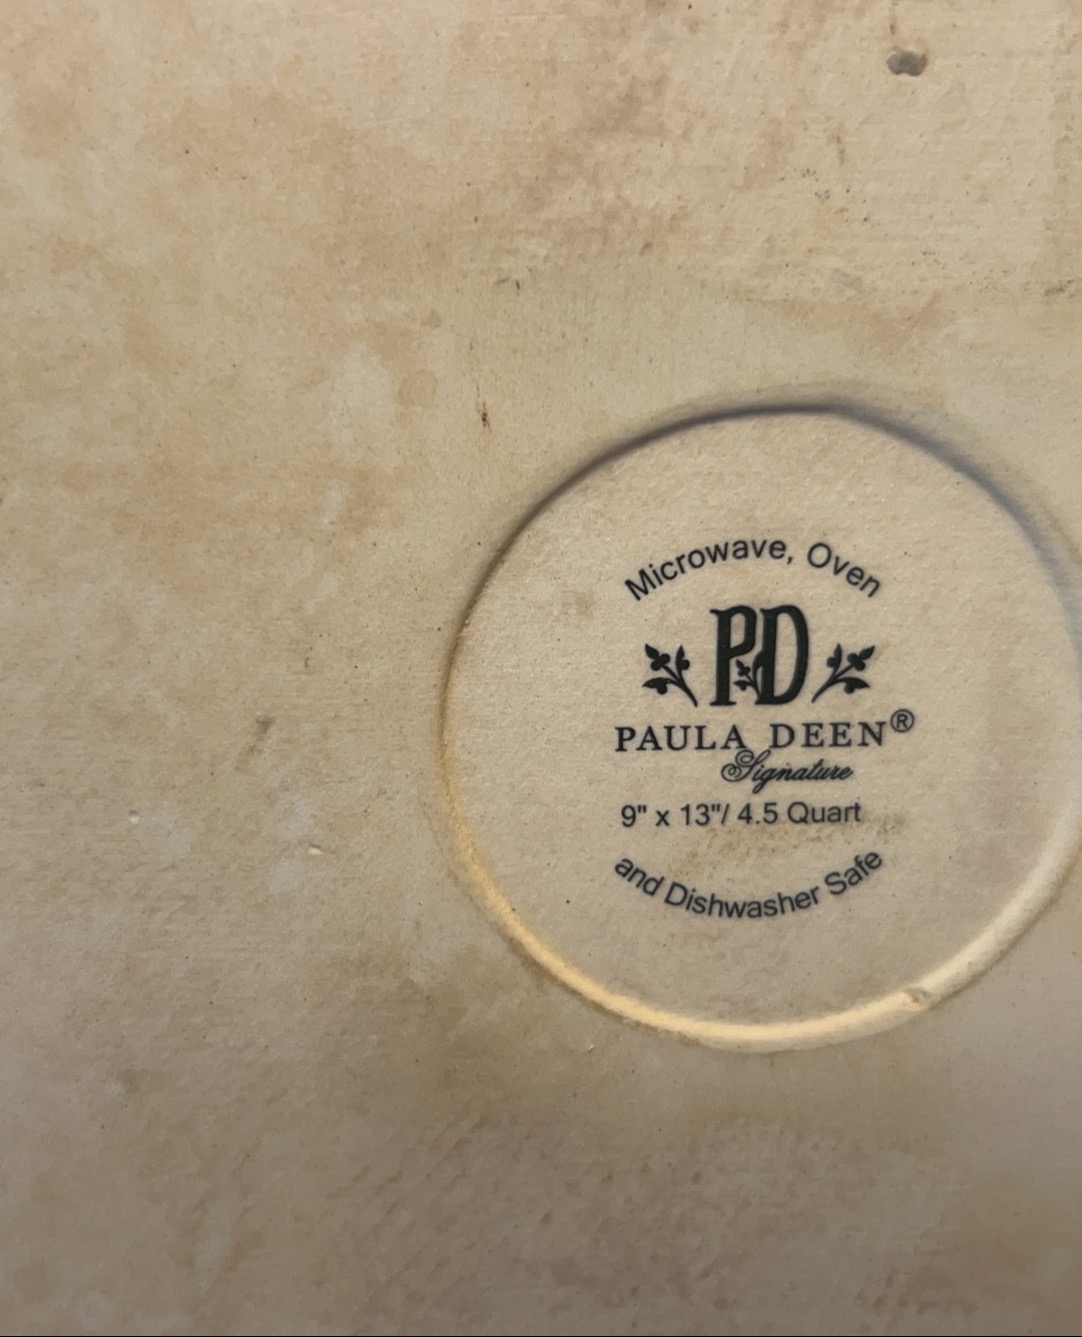 Microwave, Oven
PD
PAULA DEEN®
Signature
9" x 13"/ 4.5 Quart
and Dishwasher Safe